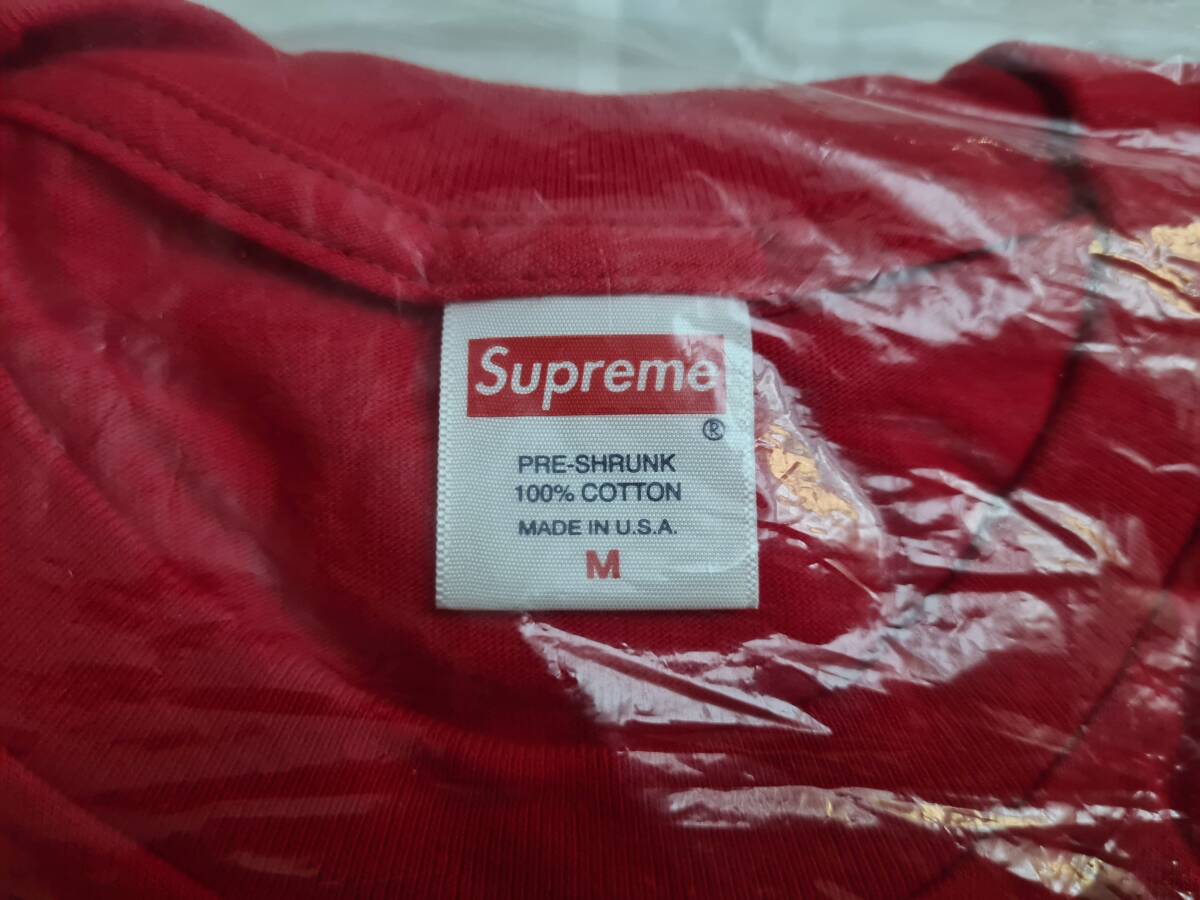 Supreme
®
PRE-SHRUNK
100% COTTON
MADE IN U.S.A.
M